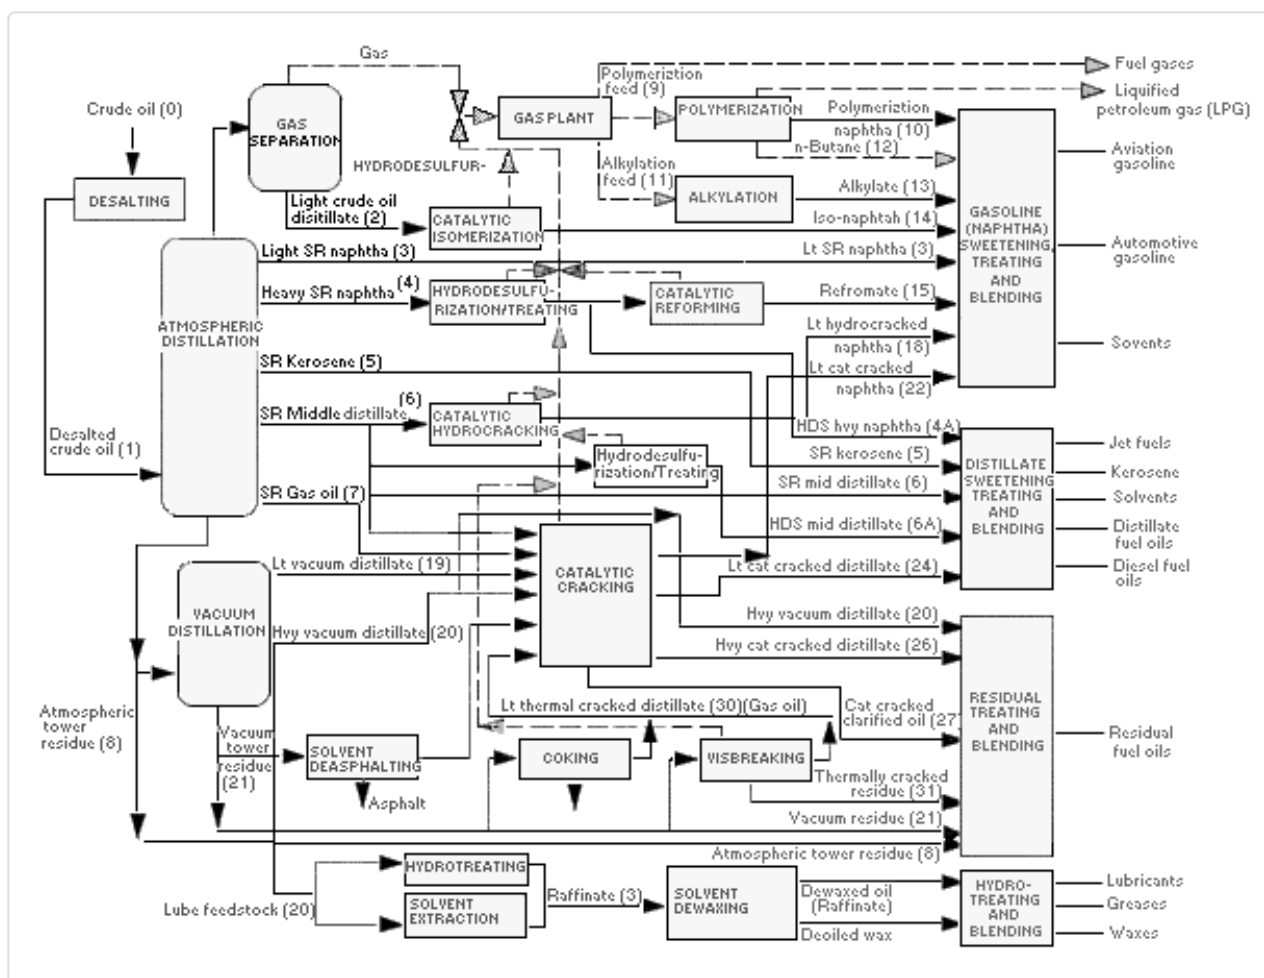 Gas
Fuel gases
Polymeriztion
feed (9)
Liquified
petroleum gas (LPG)
Crude oil (0)
GAS
SEPARATION
GAS PLANT
POLYMERIZATION
Polymeriztion
naphtha (10)
n-Butane (12)
Aviation
gasoline
HYDRODESULFUR-
Alkylation
feed (11)
DESALTING
ALKYLATION
Alkylate (13)
Light crude oil
disitillate (2)
CATALYTIC
ISOMERIZATION
Iso-naphtah (14)
GASOLINE
(NAPHTHA)
SWEETENING,
TREATING
AND
BLENDING
Light SR naphtha (3)
Lt SR naphtha (3)
Automotive
gasoline
Heavy SR naphtha (4)
HYDRODESULFU-
RIZATION/TREATING
CATALYTIC
REFORMING
Refromate (15)
ATMOSPHERIC
DISTILLATION
Lt hydrocracked
naphtha (18)
Sovents
SR Kerosene (5)
Lt cat cracked
naphtha (22)
SR Middle distillate (6)
CATALYTIC
HYDROCRACKING
HDS hvy naphtha (4A)
Jet fuels
Desalted
crude oil (1)
Hydrodesulfu-
rization/Treating
SR kerosene (5)
Kerosene
DISTILLATE
SWEETENING
TREATING
AND
BLENDING
SR Gas oil (7)
SR mid distillate (6)
Solvents
HDS mid distillate (6A)
Distillate
fuel oils
Lt vacuum distillate (19)
CATALYTIC
CRACKING
Lt cat cracked distillate (24)
Diesel fuel
oils
VACUUM
DISTILLATION
Hvy vacuum distillate (20)
Hvy vacuum distillate (20)
Hvy cat cracked distillate (26)
Atmospheric
tower
residue (8)
Lt thermal cracked distillate (30)(Gas oil)
Cat cracked
clarified oil (27)
RESIDUAL
TREATING
AND
BLENDING
Residual
fuel oils
Vacuum
tower
residue
(21)
SOLVENT
DEASPHALTING
COKING
VISBREAKING
Asphalt
Thermally cracked
residue (31)
Vacuum residue (21)
Atmospheric tower residue (8)
HYDROTREATING
Lube feedstock (20)
SOLVENT
EXTRACTION
Raffinate (3)
SOLVENT
DEWAXING
Dewaxed oil
(Raffinate)
Deoiled wax
HYDRO-
TREATING
AND
BLENDING
Lubricants
Greases
Waxes